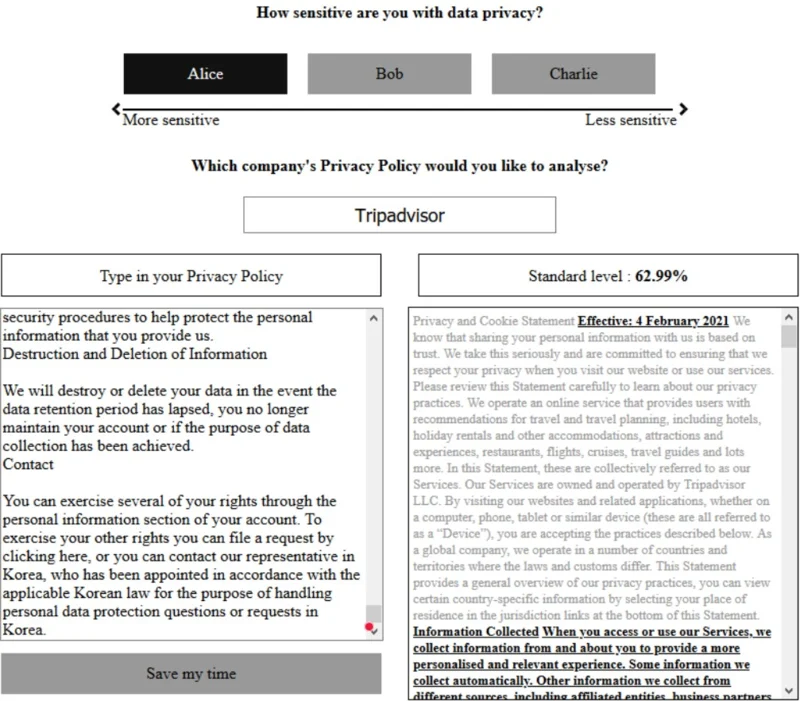 How sensitive are you with data privacy?
Alice
Bob
Charlie
More sensitive
Less sensitive
Which company's Privacy Policy would you like to analyse?
Tripadvisor
Type in your Privacy Policy
security procedures to help protect the personal
information that you provide us.
Destruction and Deletion of Information
We will destroy or delete your data in the event the
data retention period has lapsed, you no longer
maintain your account or if the purpose of data
collection has been achieved.
Contact
You can exercise several of your rights through the
personal information section of your account. To
exercise your other rights you can file a request by
clicking here, or you can contact our representative in
Korea, who has been appointed in accordance with the
applicable Korean law for the purpose of handling
personal data protection questions or requests in
Korea.
Save my time
Standard level : 62.99%
Privacy and Cookie Statement Effective: 4 February 2021 We
know that sharing your personal information with us is based on
trust. We take this seriously and are committed to ensuring that we
respect your privacy when you visit our website or use our services.
Please review this Statement carefully to learn about our privacy
practices. We operate an online service that provides users with
recommendations for travel and travel planning, including hotels,
holiday rentals and other accommodations, attractions and
experiences, restaurants, flights, cruises, travel guides and lots
more. In this Statement, these are collectively referred to as our
Services. Our Services are owned and operated by Tripadvisor
LLC. By visiting our websites and related applications, whether on
a computer, phone, tablet or similar device (these are all referred to
as a “Device”), you are accepting the practices described below. As
a global company, we operate in a number of countries and
territories where the laws and customs differ. This Statement
provides a general overview of our privacy practices, you can view
certain country-specific information by selecting your place of
residence in the jurisdiction links at the bottom of this Statement.
Information Collected When you access or use our Services, we
collect information from and about you to provide a more
personalised and relevant experience. Some information we
collect automatically. Other information we collect from
different sources, including affiliated entities, business partners